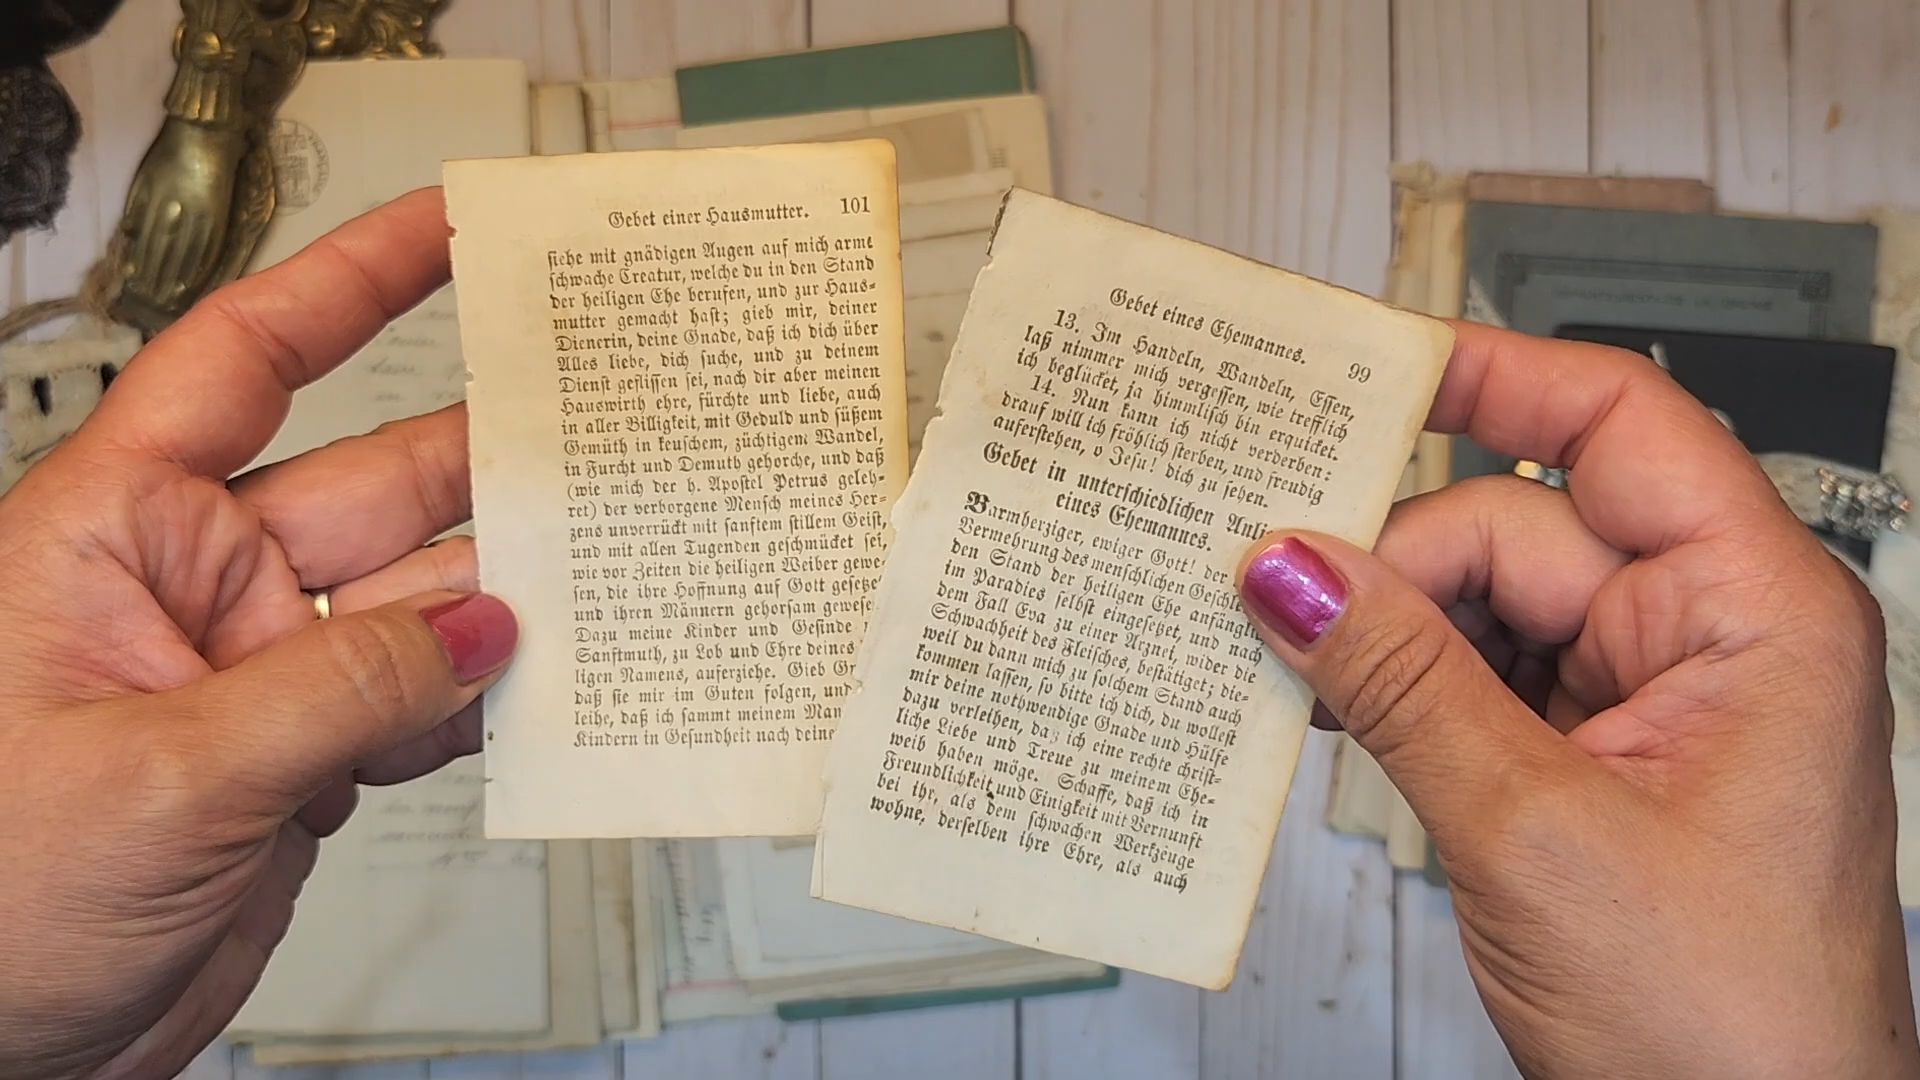 Gebet einer Hausmutter. 101
siehe mit gnädigen Augen auf mich arme
schwache Creatur, welche du in den Stand
der heiligen Ehe berufen, und zur Haus-
mutter gemacht hast; gieb mir, deiner
Dienerin, deine Gnade, daß ich dich über
Alles liebe, dich suche, und zu deinem
Dienst geflissen sei, nach dir aber meinen
Hauswirth ehre, fürchte und liebe, auch
in aller Billigkeit, mit Geduld und süßem
Gemüth in keuschem, züchtigem Wandel,
in Furcht und Demuth gehorche, und daß
(wie mich der h. Apostel Petrus geleh-
ret) der verborgene Mensch meines Her-
zens unverrückt mit sanftem stillem Geist,
und mit allen Tugenden geschmücket sei,
wie vor Zeiten die heiligen Weiber gewe-
sen, die ihre Hoffnung auf Gott gesetzet
und ihren Männern gehorsam gewese
Dazu meine Kinder und Gesinde
Sanftmuth, zu Lob und Ehre deines
ligen Namens, auferziehe. Gieb
daß sie mir im Guten folgen, und
leihe, daß ich sammt meinem Man
Kindern in Gesundheit nach deine
Gebet eines Ehemannes. 99
13. Im Handeln, Wandeln, Essen,
laß nimmer mich vergessen, wie trefflich
ich beglücket, ja himmlisch bin erquicket.
14. Nun kann ich nicht verderben:
drauf will ich fröhlich sterben, und freudig
auferstehen, o Jesu! dich zu sehen.
Gebet in unterschiedlichen Anli
eines Ehemannes.
Barmherziger, ewiger Gott! der
Vermehrung des menschlichen Geschle
den Stand der heiligen Ehe anfänglich
im Paradies selbst eingesetzet, und nach
dem Fall Eva zu einer Arznei, wider die
Schwachheit des Fleisches, bestätiget; die-
weil du dann mich zu solchem Stand auch
kommen lassen, so bitte ich dich, du wollest
mir deine nothwendige Gnade und Hülfe
dazu verleihen, daß ich eine rechte christ-
liche Liebe und Treue zu meinem Ehe-
weib haben möge. Schaffe, daß ich in
Freundlichkeit und Einigkeit mit Vernunft
bei ihr, als dem schwachen Werkzeuge
wohne, derselben ihre Ehre, als auch